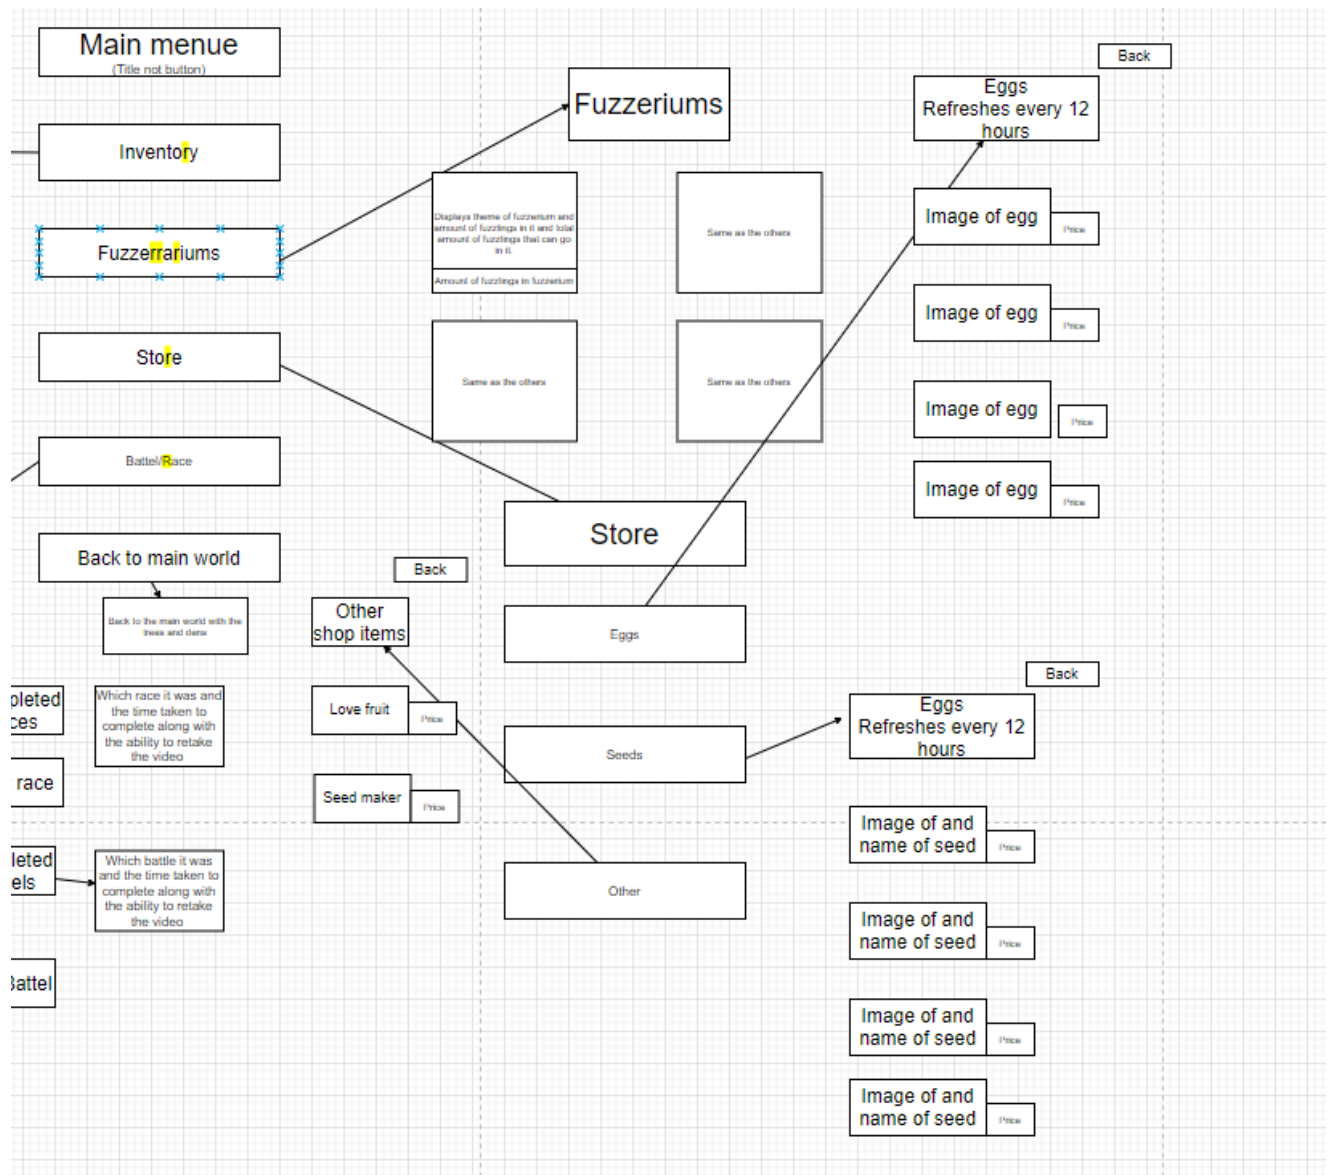 Main menue
(Title not button)
Inventory
Fuzzerrariums
Store
Battel/Race
Back to main world
Back to the main world with the
trees and dens
pleted
ces
Which race it was and
the time taken to
complete along with
the ability to retake
the video
race
leted
els
Which battle it was
and the time taken to
complete along with
the ability to retake
the video
Battel
Fuzzeriums
Displays theme of fuzzerium and
amount of fuzzlings in it and total
amount of fuzzlings that can go
in it.
Amount of fuzzlings in fuzzerium
Same as the others
Same as the others
Same as the others
Store
Eggs
Seeds
Other
Back
Other
shop items
Love fruit
Price
Seed maker
Price
Back
Eggs
Refreshes every 12
hours
Image of egg
Price
Image of egg
Price
Image of egg
Price
Image of egg
Price
Back
Eggs
Refreshes every 12
hours
Image of and
name of seed
Price
Image of and
name of seed
Price
Image of and
name of seed
Price
Image of and
name of seed
Price